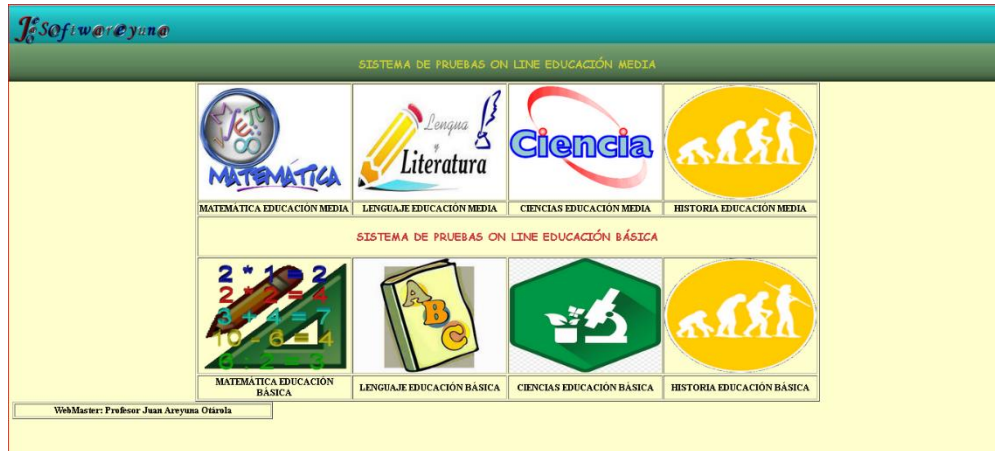 Softwareyuna
SISTEMA DE PRUEBAS ON LINE EDUCACIÓN MEDIA
MATEMÁTICA
Lengua
y
Literatura
Ciencia
MATEMÁTICA EDUCACIÓN MEDIA
LENGUAJE EDUCACIÓN MEDIA
CIENCIAS EDUCACIÓN MEDIA
HISTORIA EDUCACIÓN MEDIA
SISTEMA DE PRUEBAS ON LINE EDUCACIÓN BÁSICA
2 * 1 = 2
2 * 2 = 4
3 + 4 = 7
10 - 6 = 4
6 : 2 = 3
A
B
C
MATEMÁTICA EDUCACIÓN
BÁSICA
LENGUAJE EDUCACIÓN BÁSICA
CIENCIAS EDUCACIÓN BÁSICA
HISTORIA EDUCACIÓN BÁSICA
WebMaster: Profesor Juan Areyuna Otárola